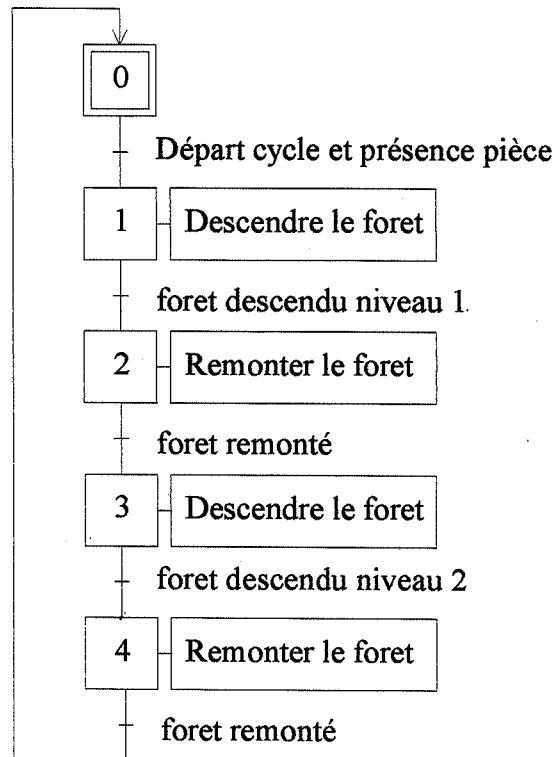 0
Départ cycle et présence pièce
1 Descendre le foret
foret descendu niveau 1.
2 Remonter le foret
foret remonté
3 Descendre le foret
foret descendu niveau 2
4 Remonter le foret
foret remonté